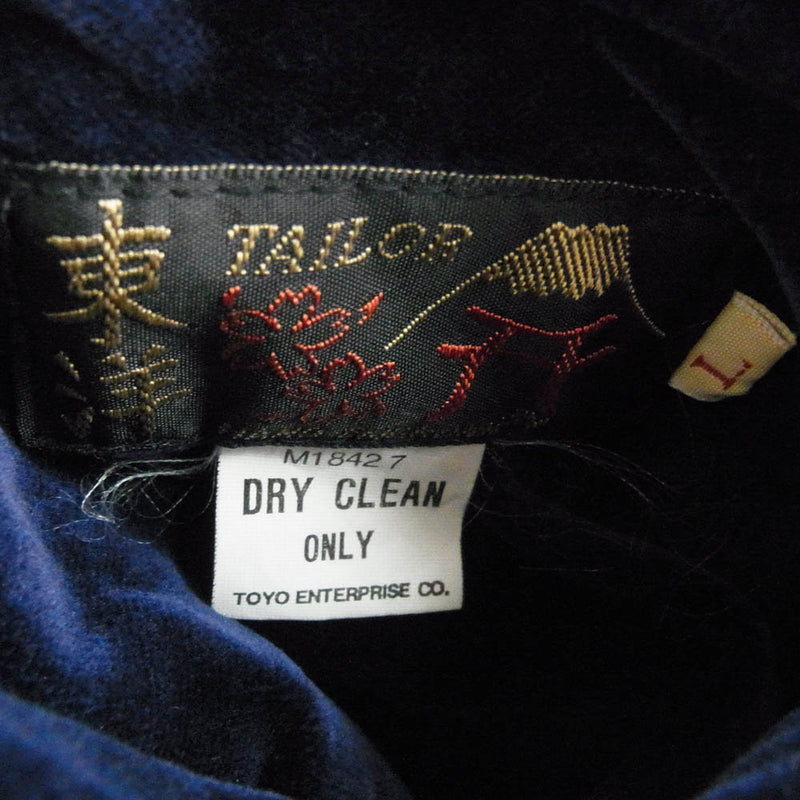 東洋
TAILOR
L
M18427
DRY CLEAN
ONLY
TOYO ENTERPRISE CO.